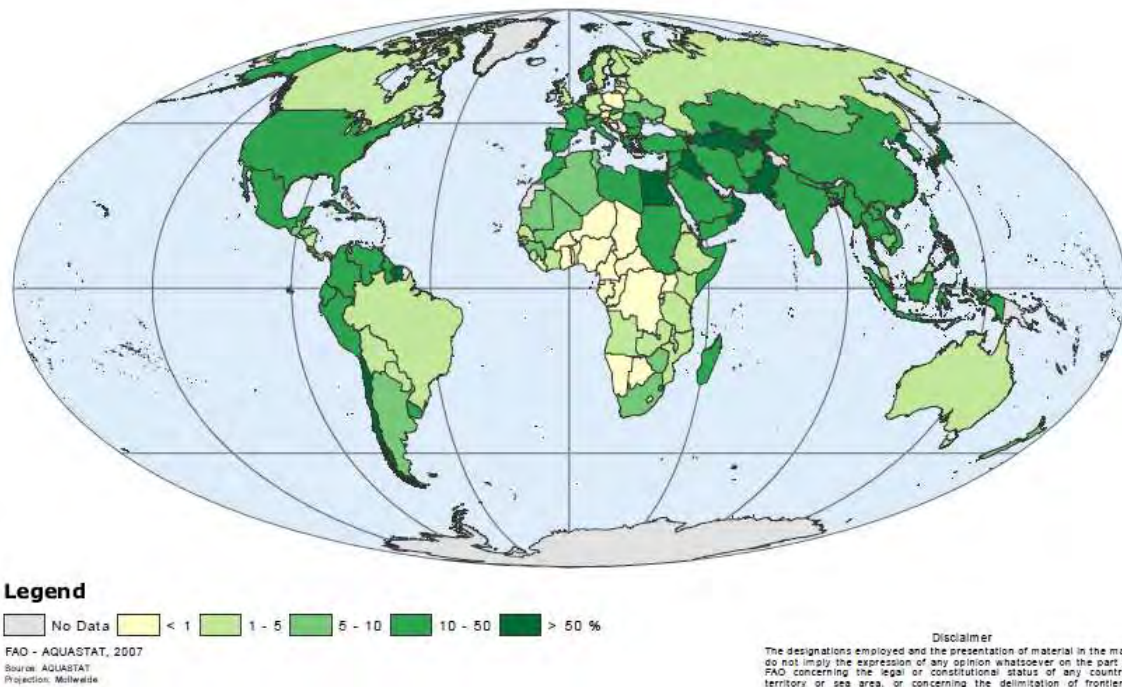 Legend
No Data < 1 1 - 5 5 - 10 10 - 50 > 50 %
FAO - AQUASTAT, 2007
Source: AQUASTAT
Projection: Mollweide
Disclaimer
The designations employed and the presentation of material in the ma
do not imply the expression of any opinion whatsoever on the part
FAO concerning the legal or constitutional status of any countr
territory or sea area, or concerning the delimitation of frontier